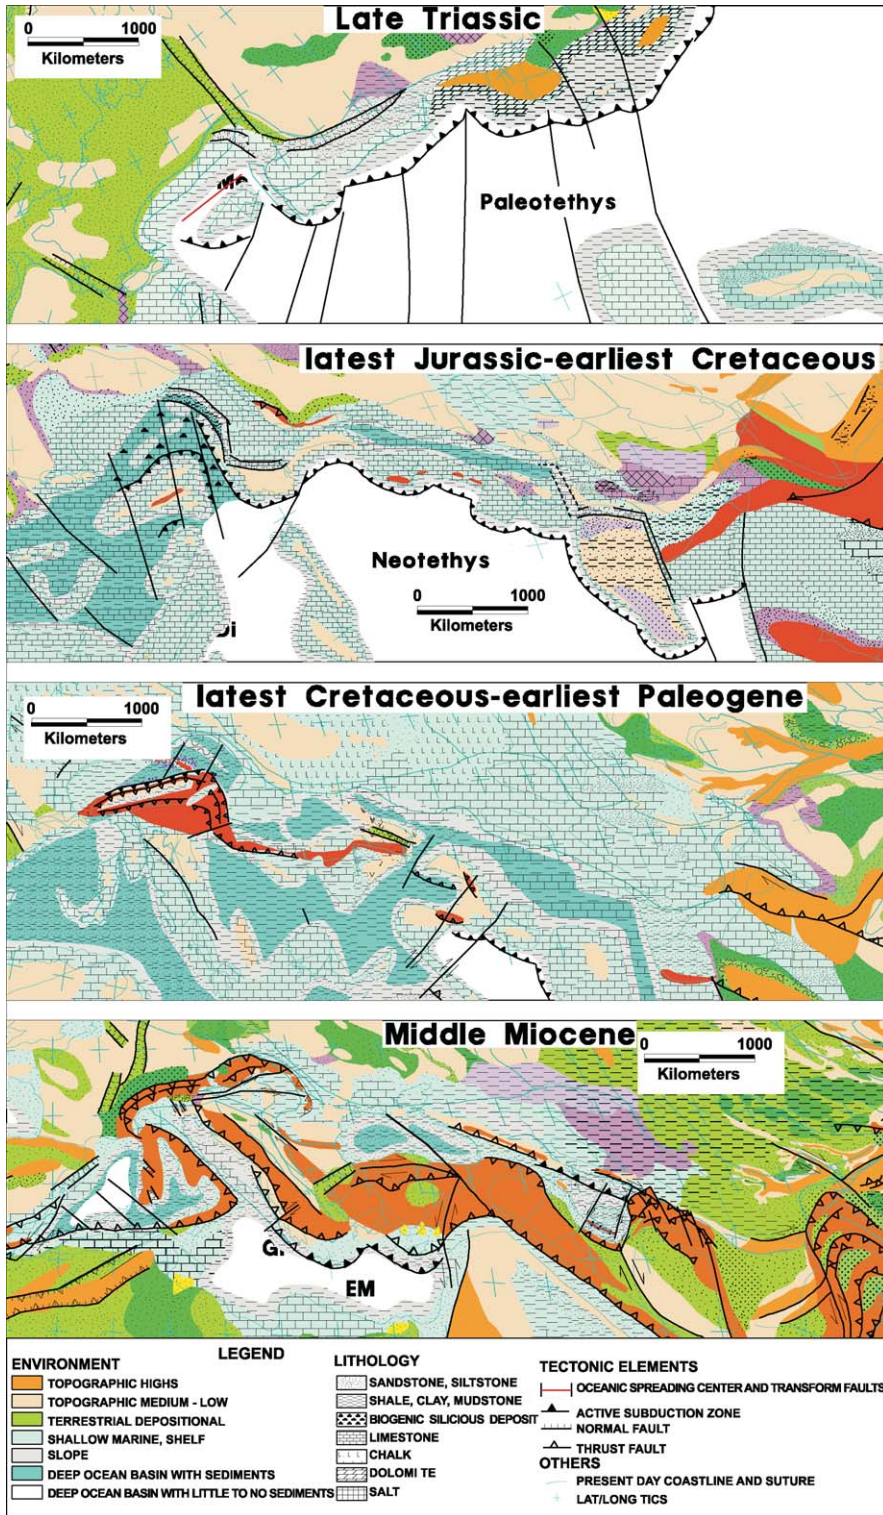 Late Triassic
0 1000
Kilometers
Paleotethys
latest Jurassic-earliest Cretaceous
Neotethys
0 1000
Kilometers
Di
latest Cretaceous-earliest Paleogene
0 1000
Kilometers
Middle Miocene
0 1000
Kilometers
G.
EM
LEGEND
ENVIRONMENT
TOPOGRAPHIC HIGHS
TOPOGRAPHIC MEDIUM - LOW
TERRESTRIAL DEPOSITIONAL
SHALLOW MARINE, SHELF
SLOPE
DEEP OCEAN BASIN WITH SEDIMENTS
DEEP OCEAN BASIN WITH LITTLE TO NO SEDIMENTS
LITHOLOGY
SANDSTONE, SILTSTONE
SHALE, CLAY, MUDSTONE
BIOGENIC SILICIOUS DEPOSIT
LIMESTONE
CHALK
DOLOMI TE
SALT
TECTONIC ELEMENTS
OCEANIC SPREADING CENTER AND TRANSFORM FAULTS
ACTIVE SUBDUCTION ZONE
NORMAL FAULT
THRUST FAULT
OTHERS
PRESENT DAY COASTLINE AND SUTURE
LAT/LONG TICS